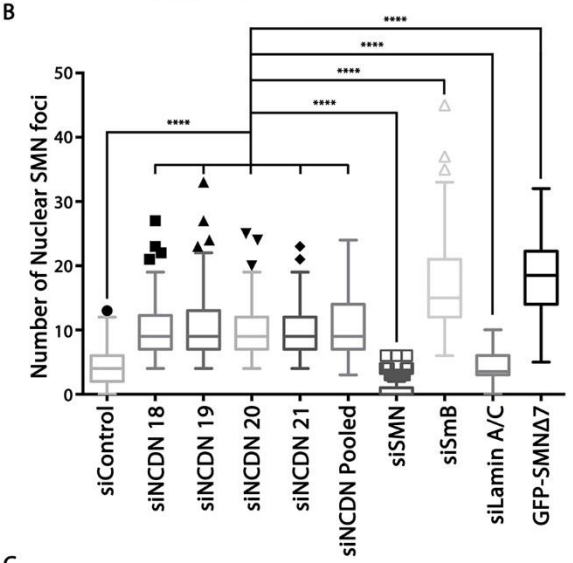 B
****
****
****
****
****
Number of Nuclear SMN foci
50
40
30
20
10
0
siControl
siNCDN 18
siNCDN 19
siNCDN 20
siNCDN 21
siNCDN Pooled
siSMN
siSmB
siLamin A/C
GFP-SMNΔ7